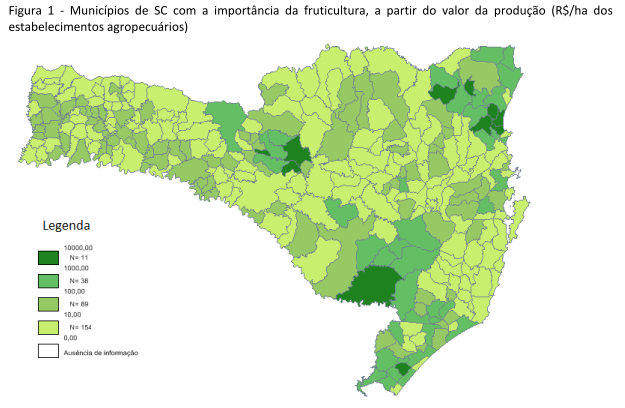 Figura 1 - Municípios de SC com a importância da fruticultura, a partir do valor da produção (R$/ha dos
estabelecimentos agropecuários)
Legenda
10000,00
N= 11
1000,00
N= 38
100,00
N= 89
10,00
N= 154
0,00
Ausência de informação